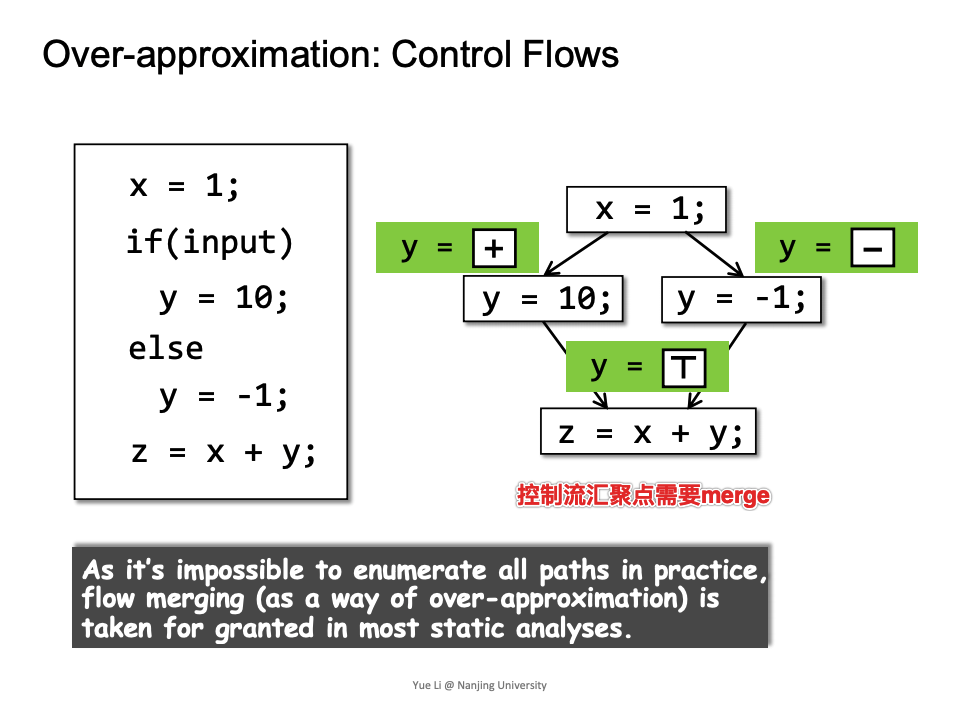 Over-approximation: Control Flows
x = 1;
if(input)
y = 10;
else
y = -1;
z = x + y;
x = 1;
y = +
y = −
y = 10;
y = -1;
y = ⊤
z = x + y;
控制流汇聚点需要merge
As it's impossible to enumerate all paths in practice,
flow merging (as a way of over-approximation) is
taken for granted in most static analyses.
Yue Li @ Nanjing University